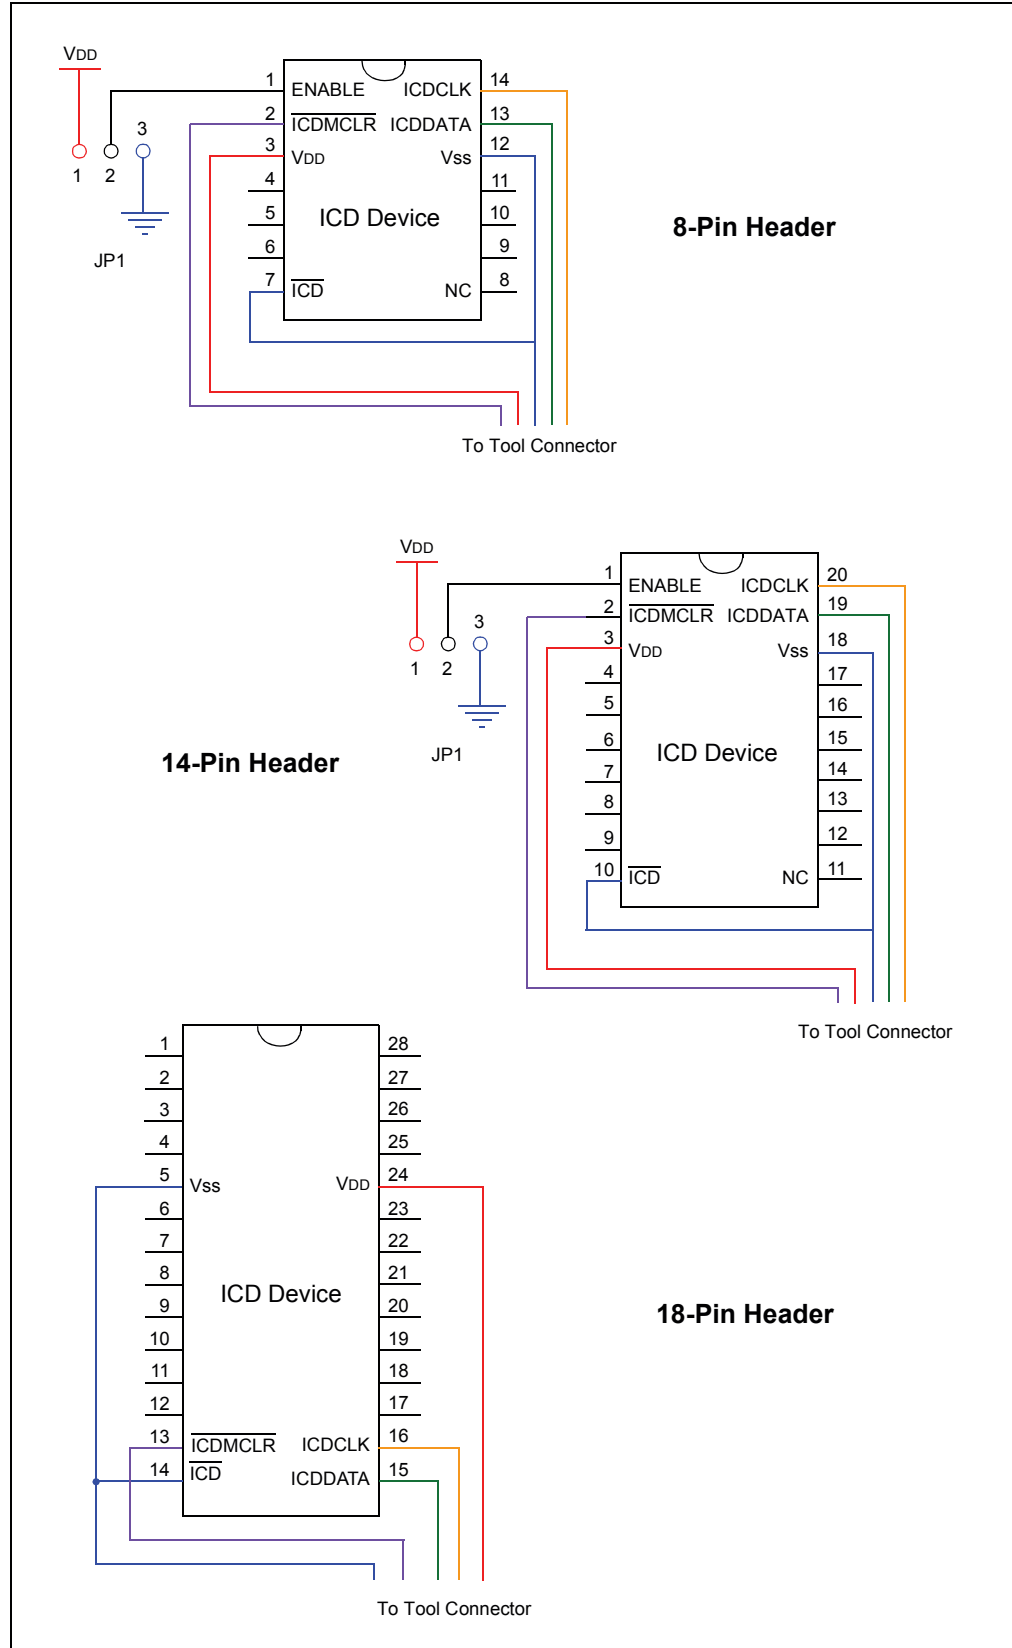 VDD
1 ENABLE ICDCLK 14
2 ICDMCLR ICDDATA 13
3 VDD Vss 12
3
1 2
4 11
5 ICD Device 10
8-Pin Header
6 9
JP1
7 ICD NC 8
To Tool Connector
VDD
1 ENABLE ICDCLK 20
2 ICDMCLR ICDDATA 19
3 VDD Vss 18
3
1 2
4 17
5 16
6 15
ICD Device
14-Pin Header
JP1
7 14
8 13
9 12
10 ICD NC 11
To Tool Connector
1 28
2 27
3 26
4 25
5 Vss VDD 24
6 23
7 22
8 21
ICD Device
9 20
18-Pin Header
10 19
11 18
12 17
13 ICDMCLR ICDCLK 16
14 ICD ICDDATA 15
To Tool Connector